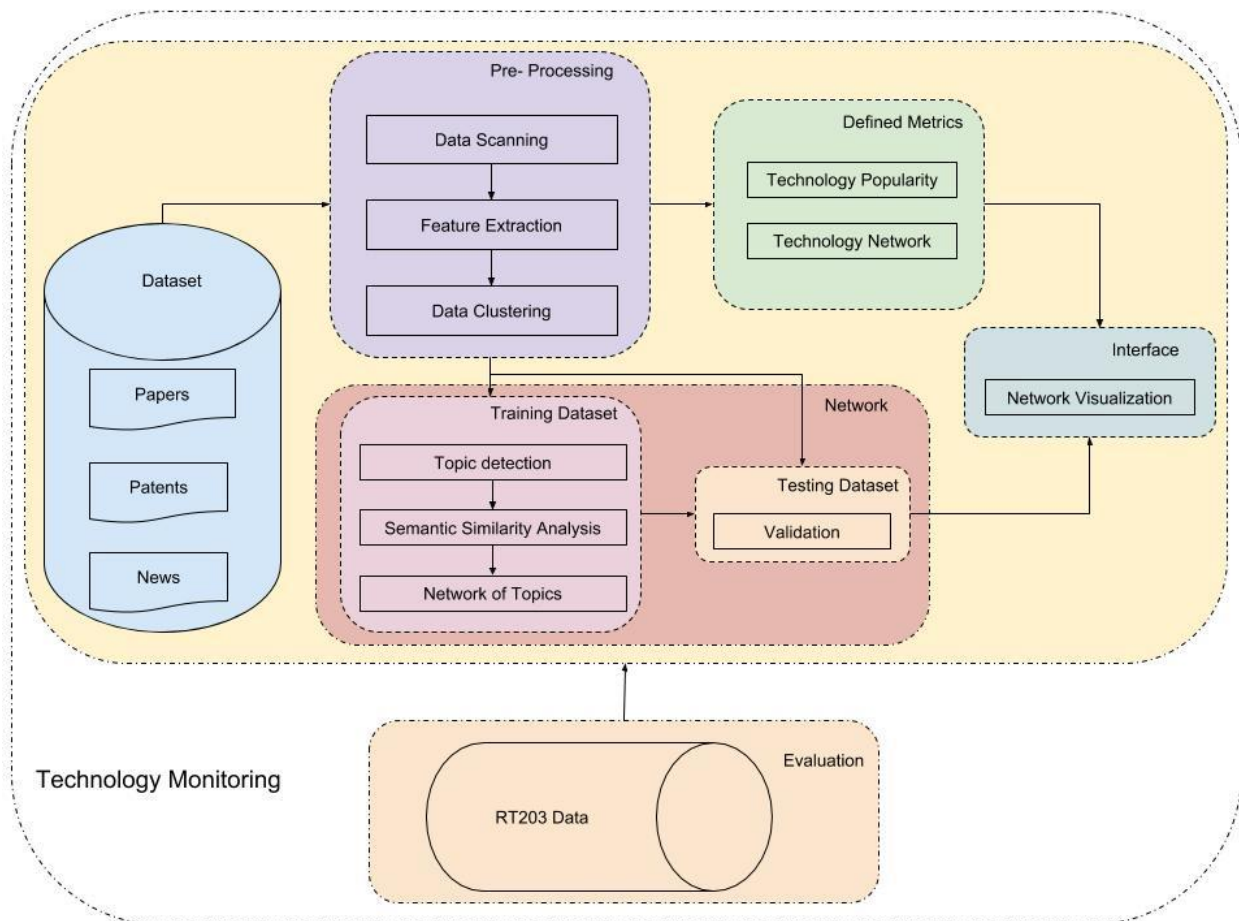 Pre- Processing
Data Scanning
Feature Extraction
Data Clustering
Defined Metrics
Technology Popularity
Technology Network
Dataset
Papers
Patents
News
Interface
Network Visualization
Network
Training Dataset
Topic detection
Semantic Similarity Analysis
Network of Topics
Testing Dataset
Validation
Technology Monitoring
Evaluation
RT203 Data